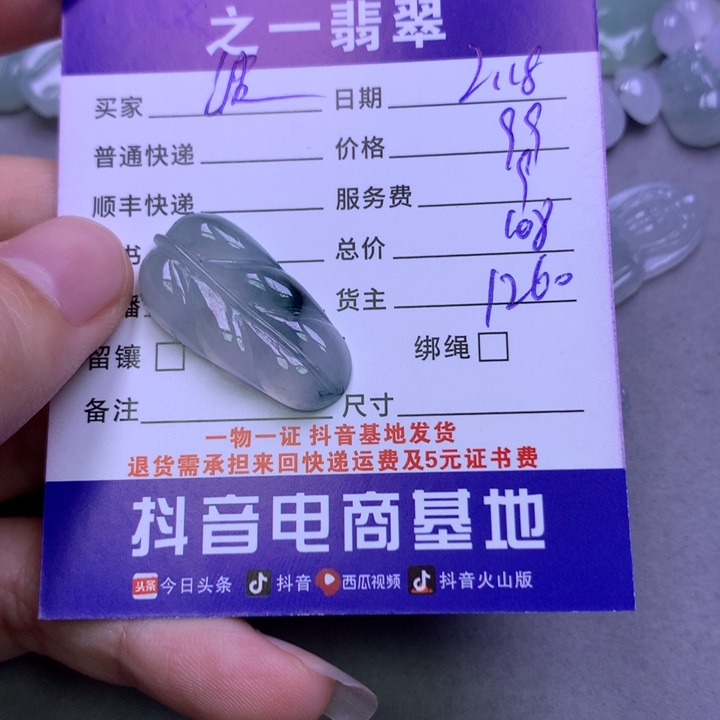 之一翡翠
买家 日期 2.18
普通快递 价格 99
顺丰快递 服务费 9
书 总价 108
播 货主 1260
留镶 绑绳
备注 尺寸
一物一证 抖音基地发货
退货需承担来回快递运费及5元证书费
抖音电商基地
头条 今日头条 抖音 西瓜视频 抖音火山版